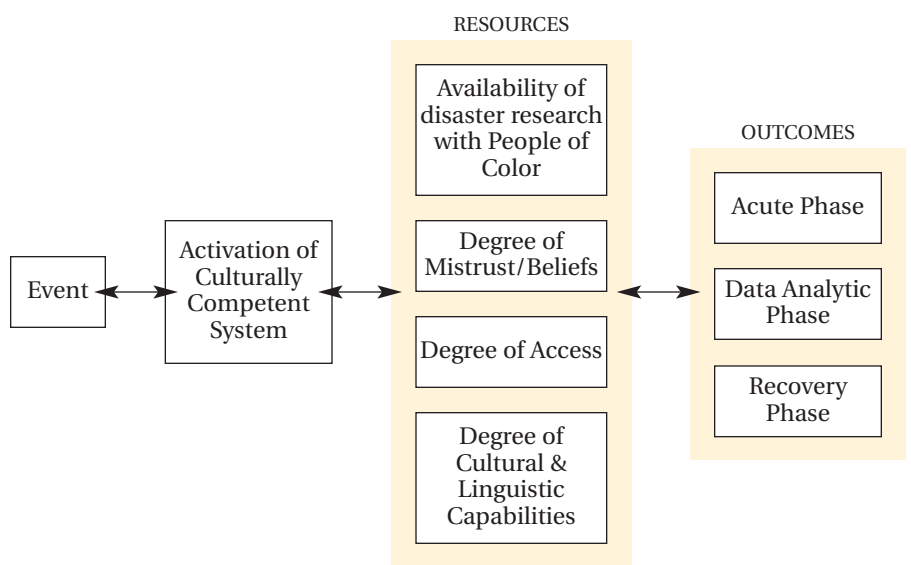 RESOURCES
Availability of
disaster research
with People of
Color
OUTCOMES
Acute Phase
Activation of
Culturally
Competent
System
Degree of
Mistrust/Beliefs
Event
Data Analytic
Phase
Degree of Access
Recovery
Phase
Degree of
Cultural &
Linguistic
Capabilities